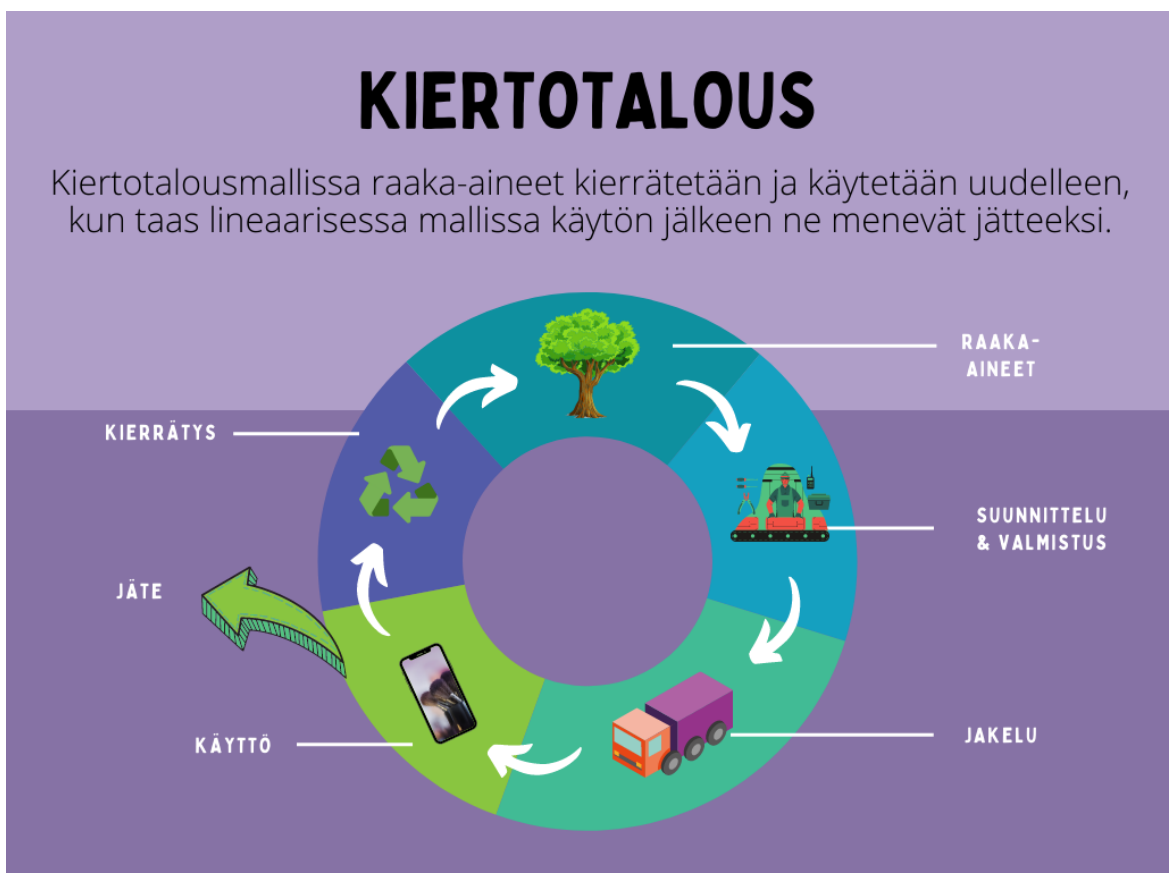 KIERTOTALOUS
Kiertotalousmallissa raaka-aineet kierrätetään ja käytetään uudelleen,
kun taas lineaarisessa mallissa käytön jälkeen ne menevät jätteeksi.
RAAKA-
AINEET
KIERRÄTYS
SUUNNITTELU
& VALMISTUS
JÄTE
KÄYTTÖ
JAKELU